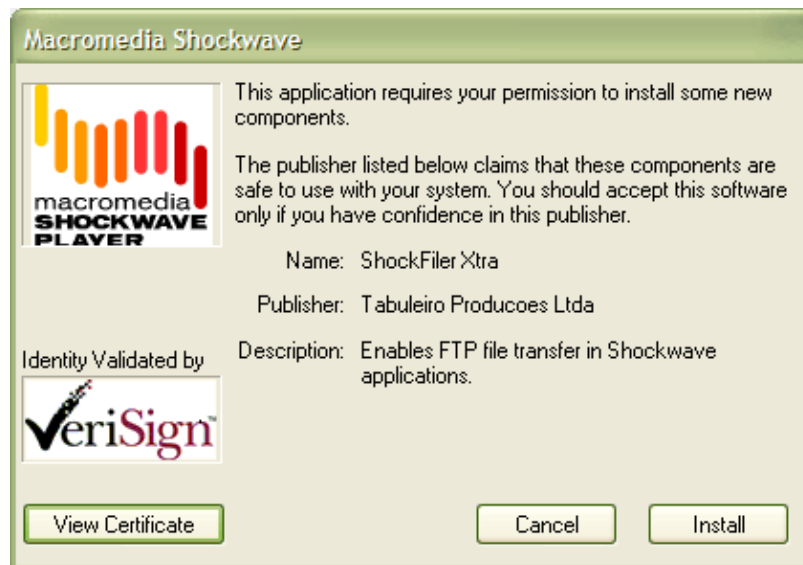 Macromedia Shockwave
This application requires your permission to install some new
components.
The publisher listed below claims that these components are
safe to use with your system. You should accept this software
only if you have confidence in this publisher.
macromedia
SHOCKWAVE
PLAYER
Name: ShockFiler Xtra
Publisher: Tabuleiro Producoes Ltda
Description: Enables FTP file transfer in Shockwave
applications.
Identity Validated by
VeriSign
View Certificate
Cancel
Install